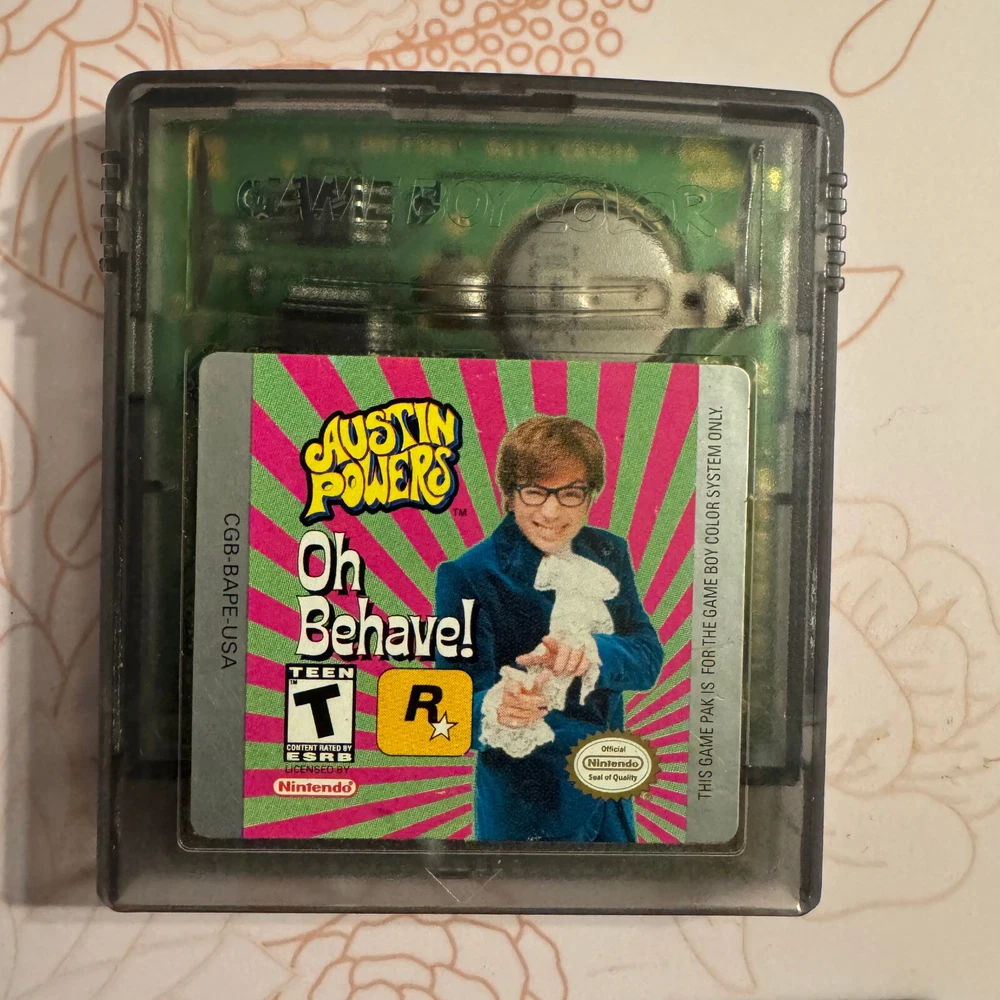 GAME BOY COLOR
AUSTIN
POWERS
TM
Oh
Behave!
CGB-BAPE-USA
TEEN
TM
T
CONTENT RATED BY
ESRB
R
LICENSED BY
Nintendo
Official
Nintendo
Seal of Quality
THIS GAME PAK IS FOR THE GAME BOY COLOR SYSTEM ONLY.